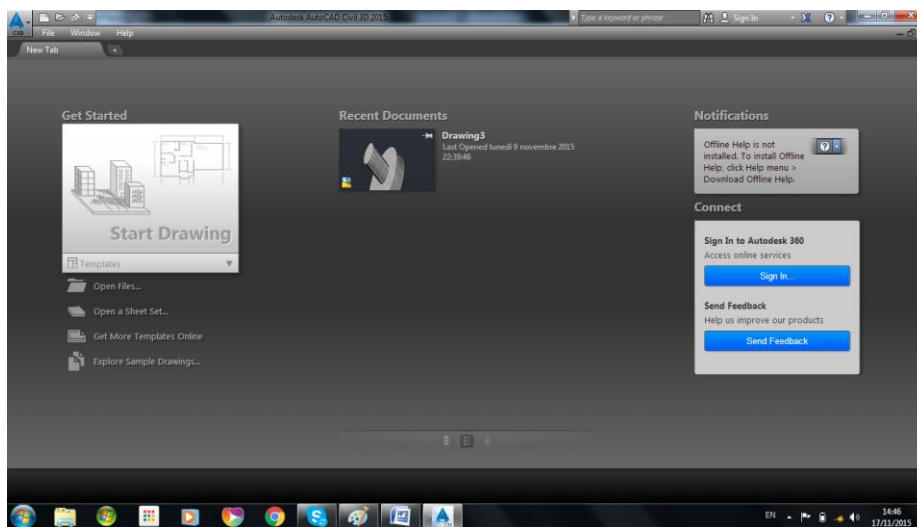 Autodesk AutoCAD Civil 3D 2015
Type a keyword or phrase
Sign In
C3D
File Window Help
New Tab
Get Started
Start Drawing
Templates
Open Files...
Open a Sheet Set...
Get More Templates Online
Explore Sample Drawings...
Recent Documents
Drawing3
Last Opened lunedì 9 novembre 2015
22:39:46
Notifications
Offline Help is not
installed. To install Offline
Help, click Help menu >
Download Offline Help.
Connect
Sign In to Autodesk 360
Access online services
Sign In...
Send Feedback
Help us improve our products
Send Feedback
EN
14:46
17/11/2015